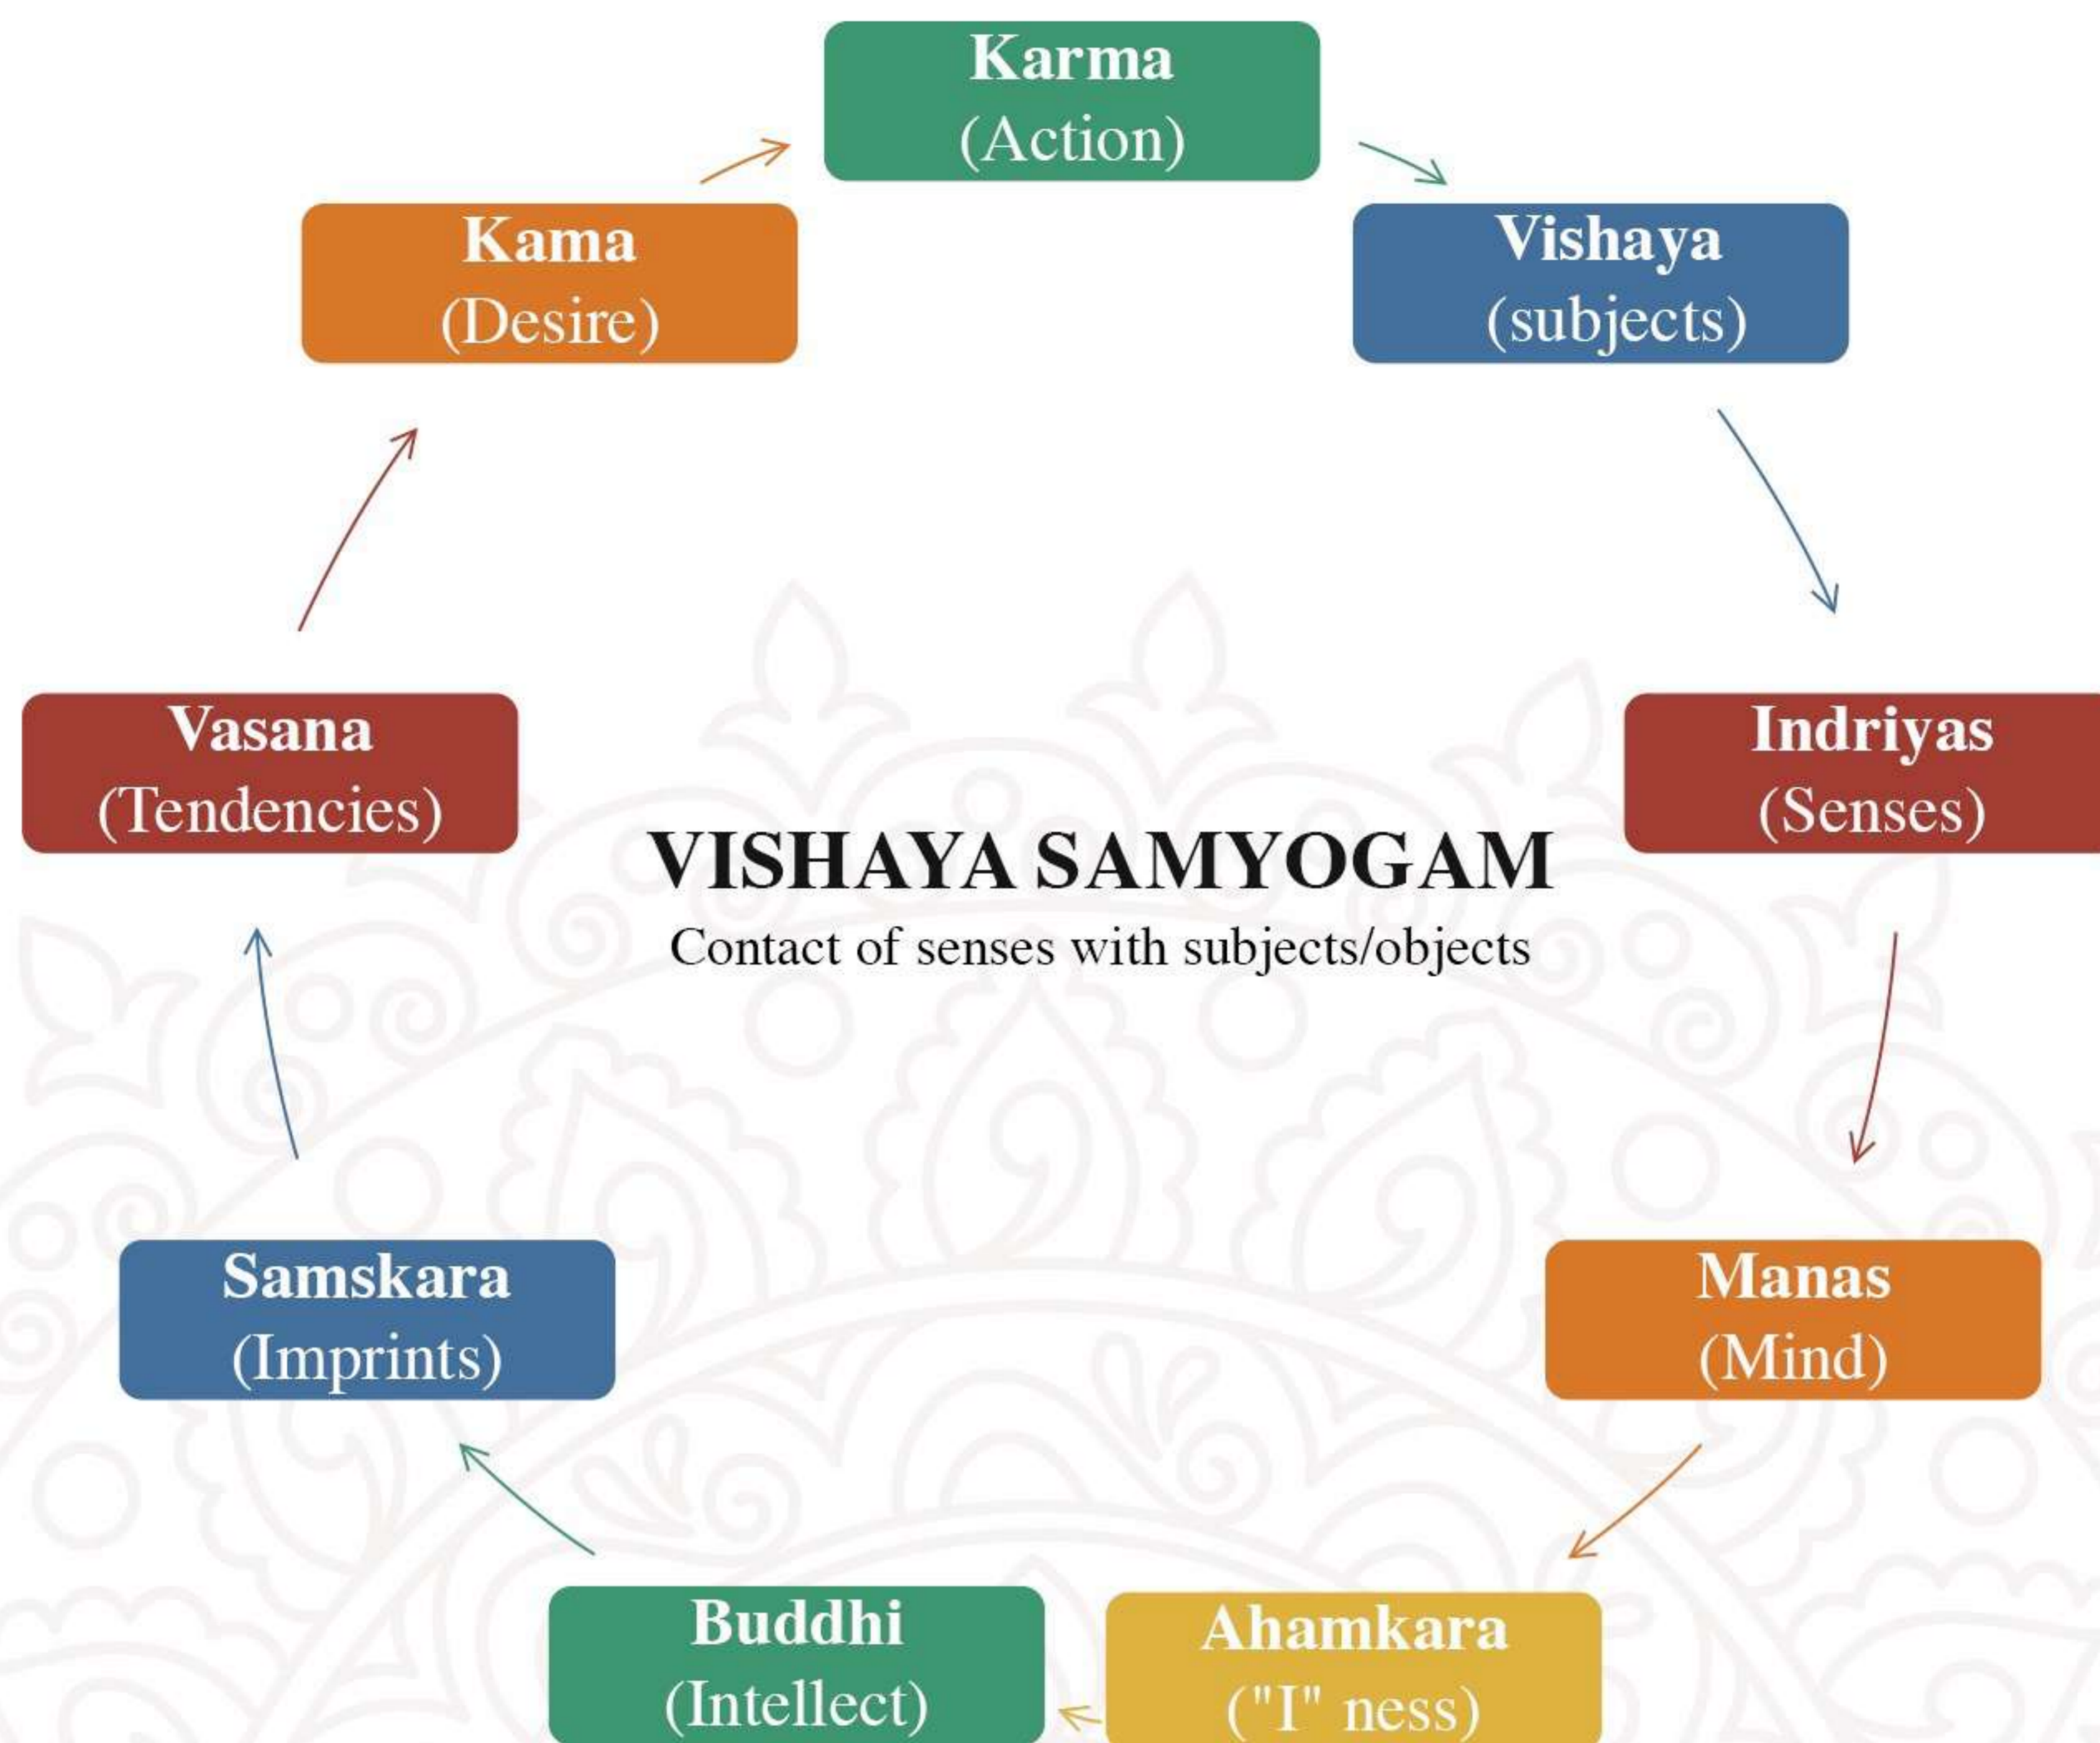 Karma
(Action)
Kama
(Desire)
Vishaya
(subjects)
Vasana
(Tendencies)
Indriyas
(Senses)
VISHAYA SAMYOGAM
Contact of senses with subjects/objects
Samskara
(Imprints)
Manas
(Mind)
Buddhi
(Intellect)
Ahamkara
("I" ness)